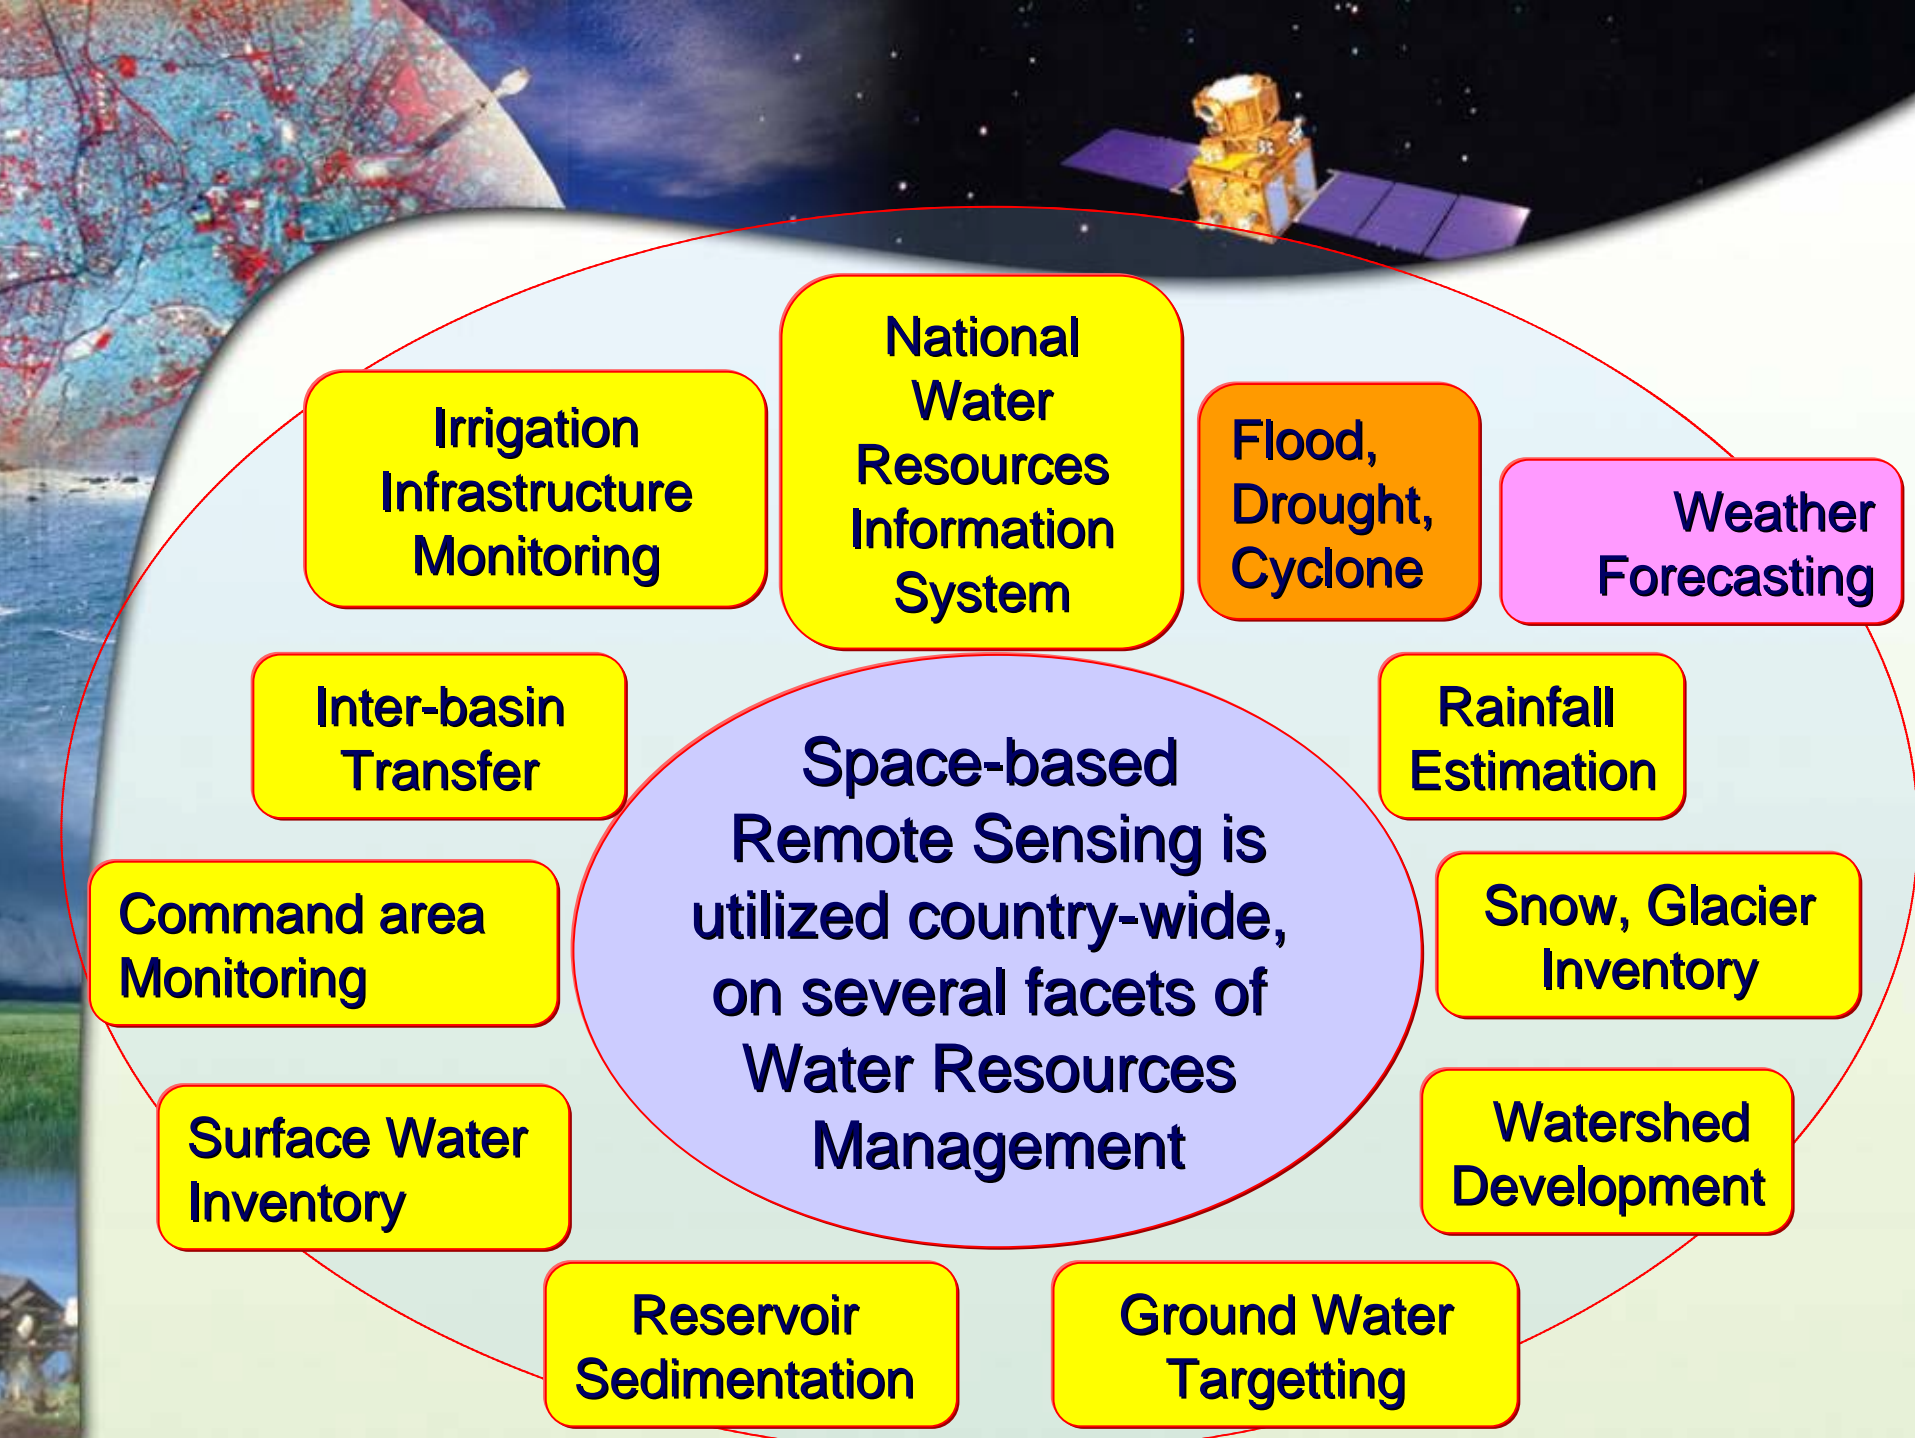 National
Water
Resources
Information
System
Irrigation
Infrastructure
Monitoring
Flood,
Drought,
Cyclone
Weather
Forecasting
Inter-basin
Transfer
Rainfall
Estimation
Space-based
Remote Sensing is
utilized country-wide,
on several facets of
Water Resources
Management
Command area
Monitoring
Snow, Glacier
Inventory
Surface Water
Inventory
Watershed
Development
Reservoir
Sedimentation
Ground Water
Targetting